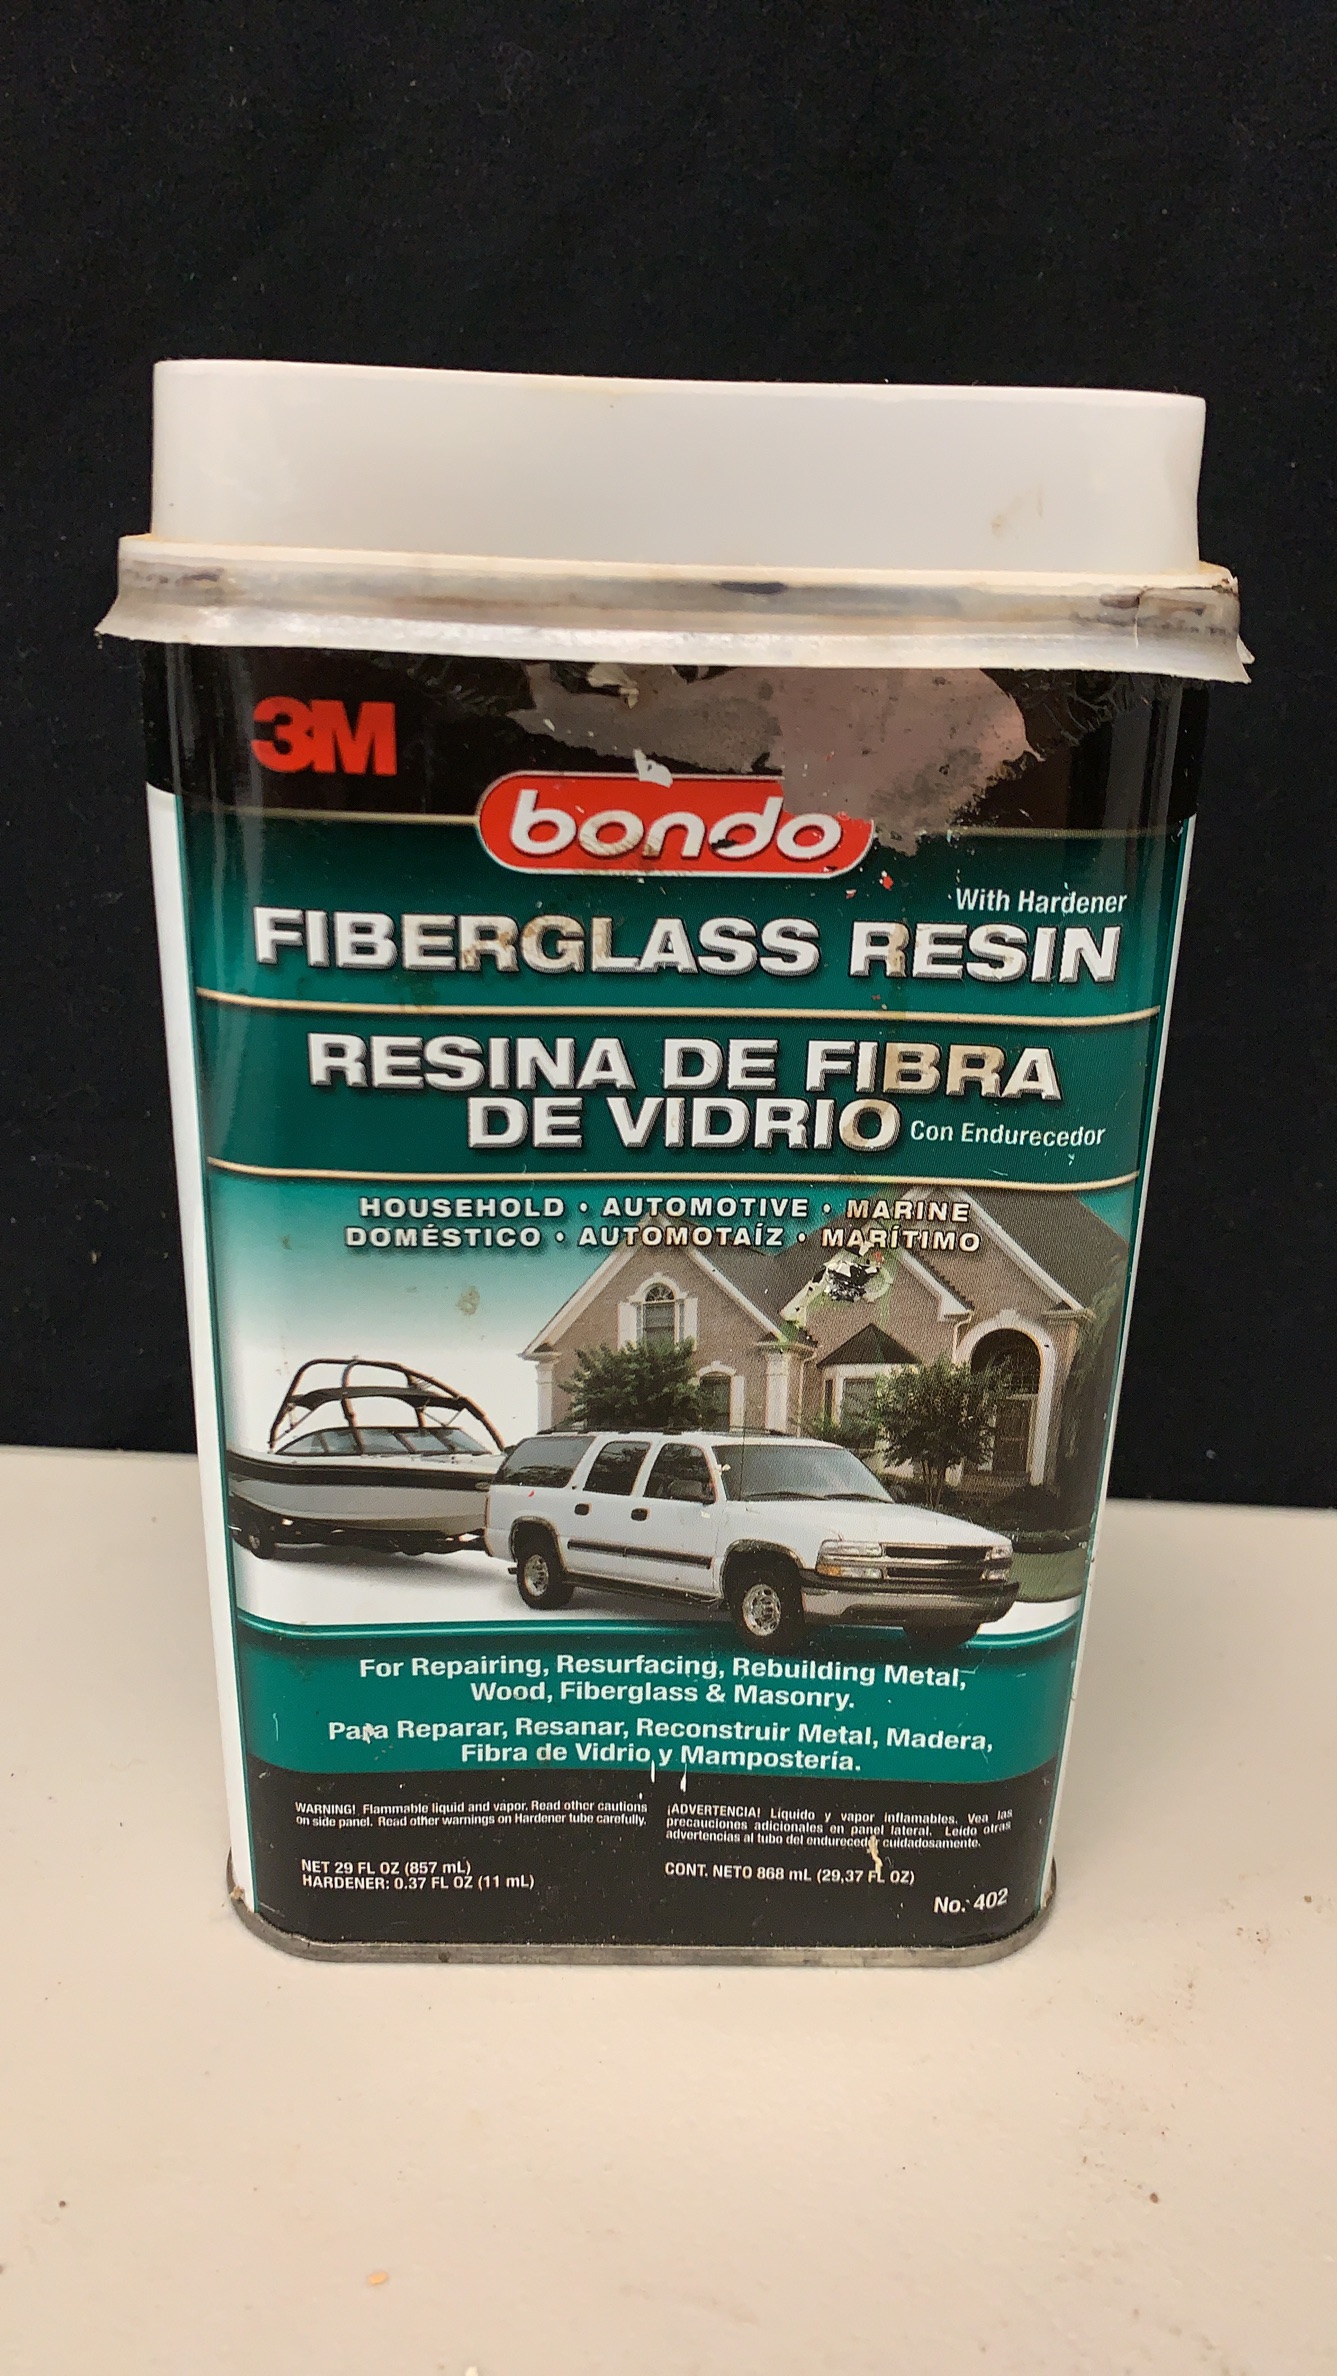 3M
bondo
With Hardener
FIBERGLASS RESIN
RESINA DE FIBRA
DE VIDRIO Con Endurecedor
HOUSEHOLD • AUTOMOTIVE • MARINE
DOMÉSTICO • AUTOMOTAÍZ • MARÍTIMO
For Repairing, Resurfacing, Rebuilding Metal,
Wood, Fiberglass & Masonry.
Para Reparar, Resanar, Reconstruir Metal, Madera,
Fibra de Vidrio y Mampostería.
WARNING! Flammable liquid and vapor. Read other cautions
on side panel. Read other warnings on Hardener tube carefully.
¡ADVERTENCIA! Líquido y vapor inflamables. Vea las
precauciones adicionales en panel lateral. Leído otras
advertencias al tubo del endurecedor cuidadosamente.
NET 29 FL OZ (857 mL)
HARDENER: 0.37 FL OZ (11 mL)
CONT. NETO 868 mL (29,37 FL OZ)
No. 402